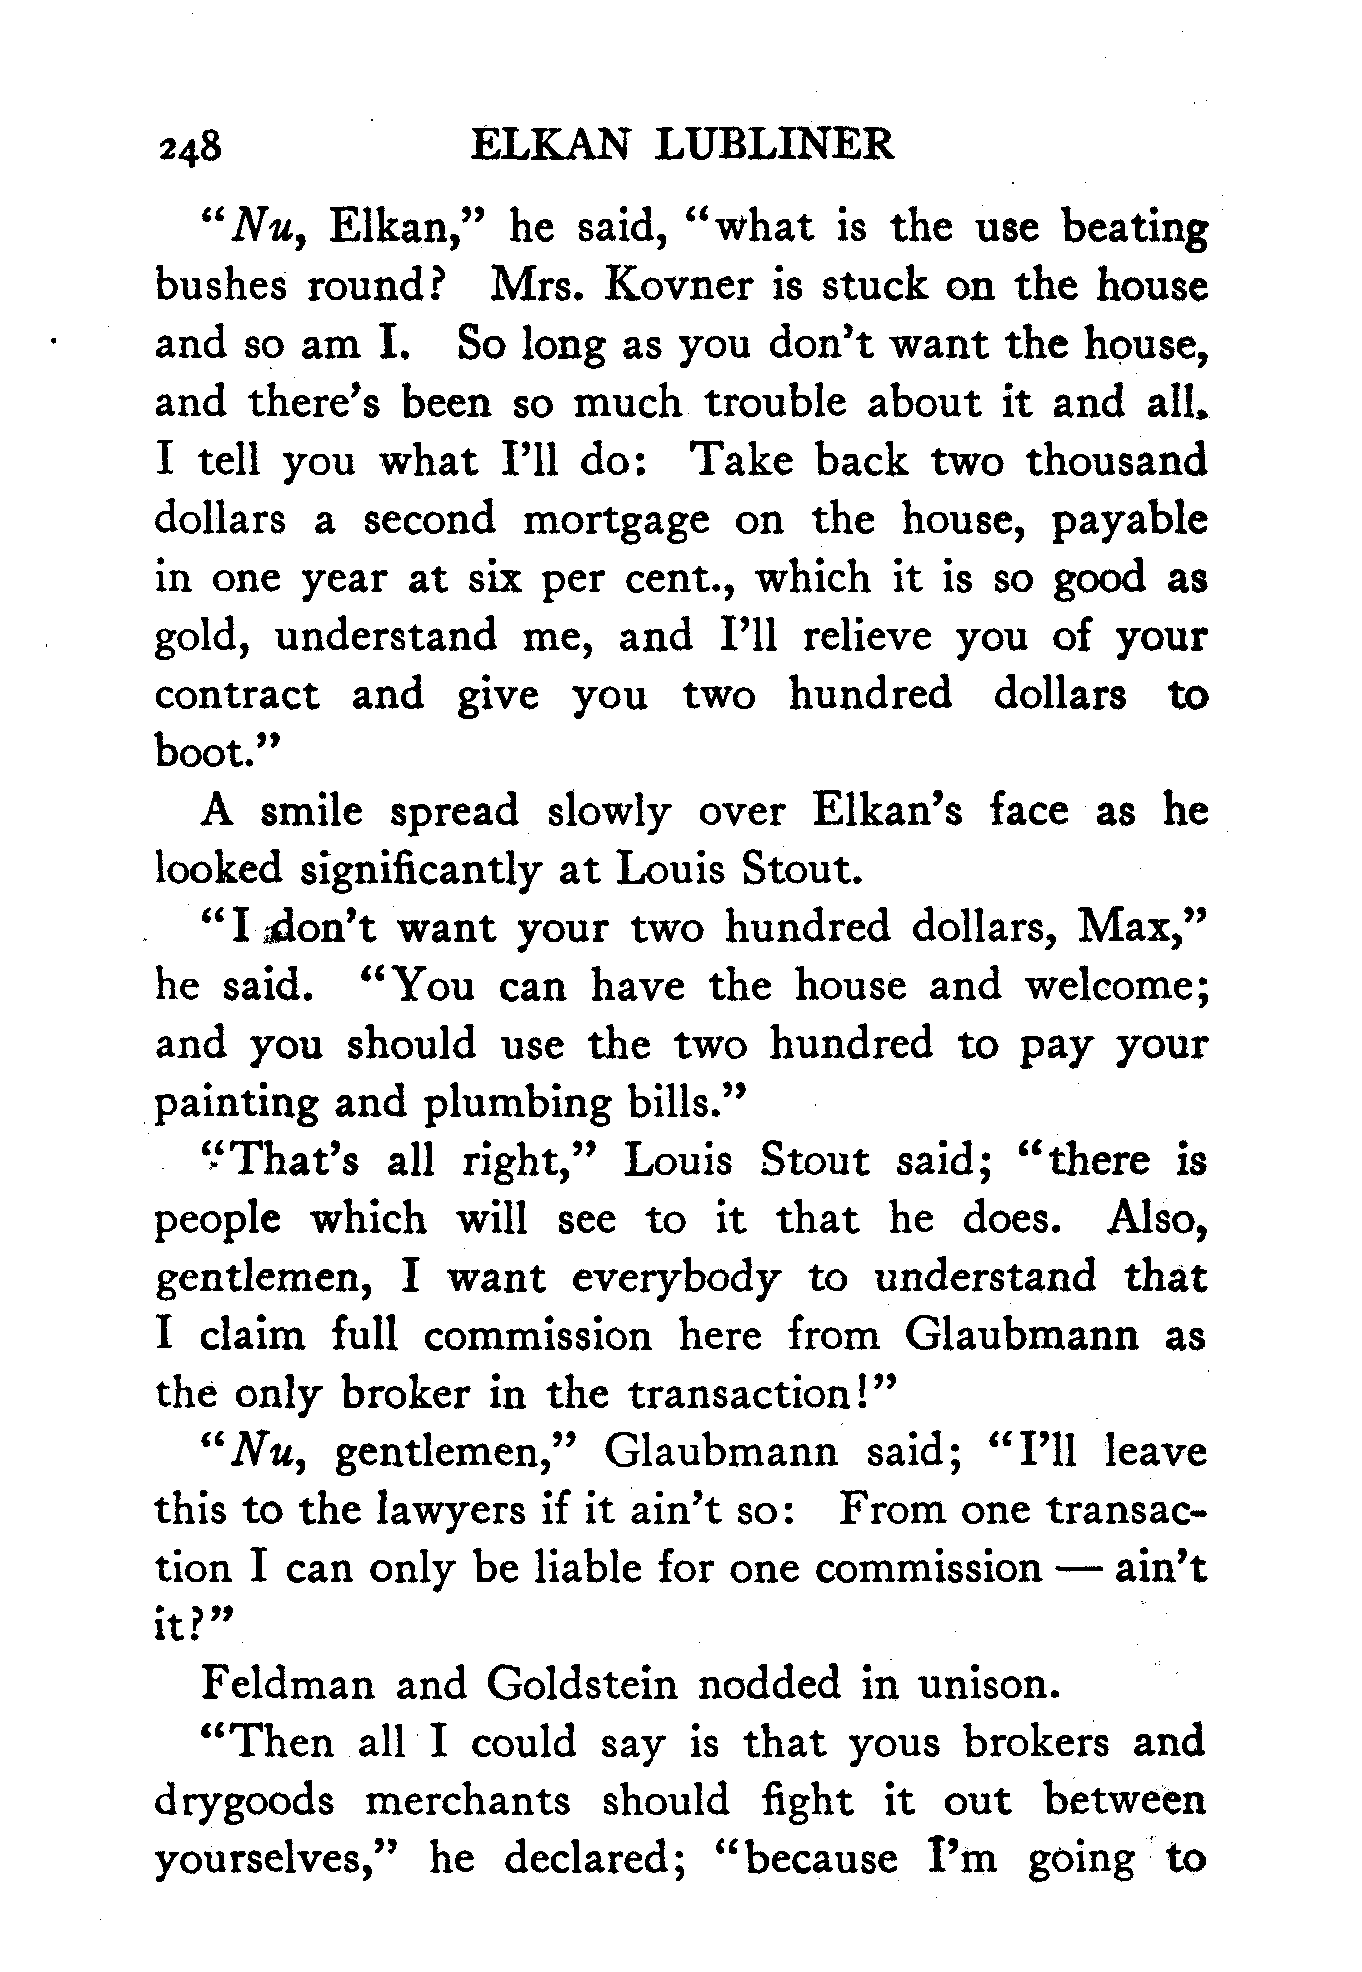 248 ELKAN LUBLINER
"Nu, Elkan," he said, "what is the use beating
bushes round? Mrs. Kovner is stuck on the house
and so am I. So long as you don't want the house,
and there's been so much trouble about it and all.
I tell you what I'll do: Take back two thousand
dollars a second mortgage on the house, payable
in one year at six per cent., which it is so good as
gold, understand me, and I'll relieve you of your
contract and give you two hundred dollars to
boot."
A smile spread slowly over Elkan's face as he
looked significantly at Louis Stout.
"I don't want your two hundred dollars, Max,"
he said. "You can have the house and welcome;
and you should use the two hundred to pay your
painting and plumbing bills."
"That's all right," Louis Stout said; "there is
people which will see to it that he does. Also,
gentlemen, I want everybody to understand that
I claim full commission here from Glaubmann as
the only broker in the transaction!"
"Nu, gentlemen," Glaubmann said; "I'll leave
this to the lawyers if it ain't so: From one transac-
tion I can only be liable for one commission — ain't
it?"
Feldman and Goldstein nodded in unison.
"Then all I could say is that yous brokers and
drygoods merchants should fight it out between
yourselves," he declared; "because I'm going to